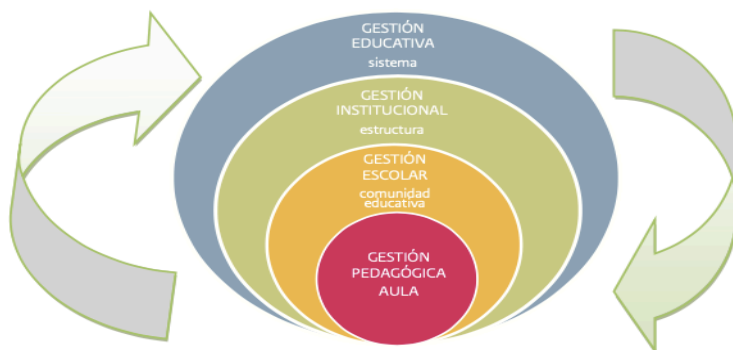 GESTIÓN
EDUCATIVA
sistema
GESTIÓN
INSTITUCIONAL
estructura
GESTIÓN
ESCOLAR
comunidad
educativa
GESTIÓN
PEDAGÓGICA
AULA